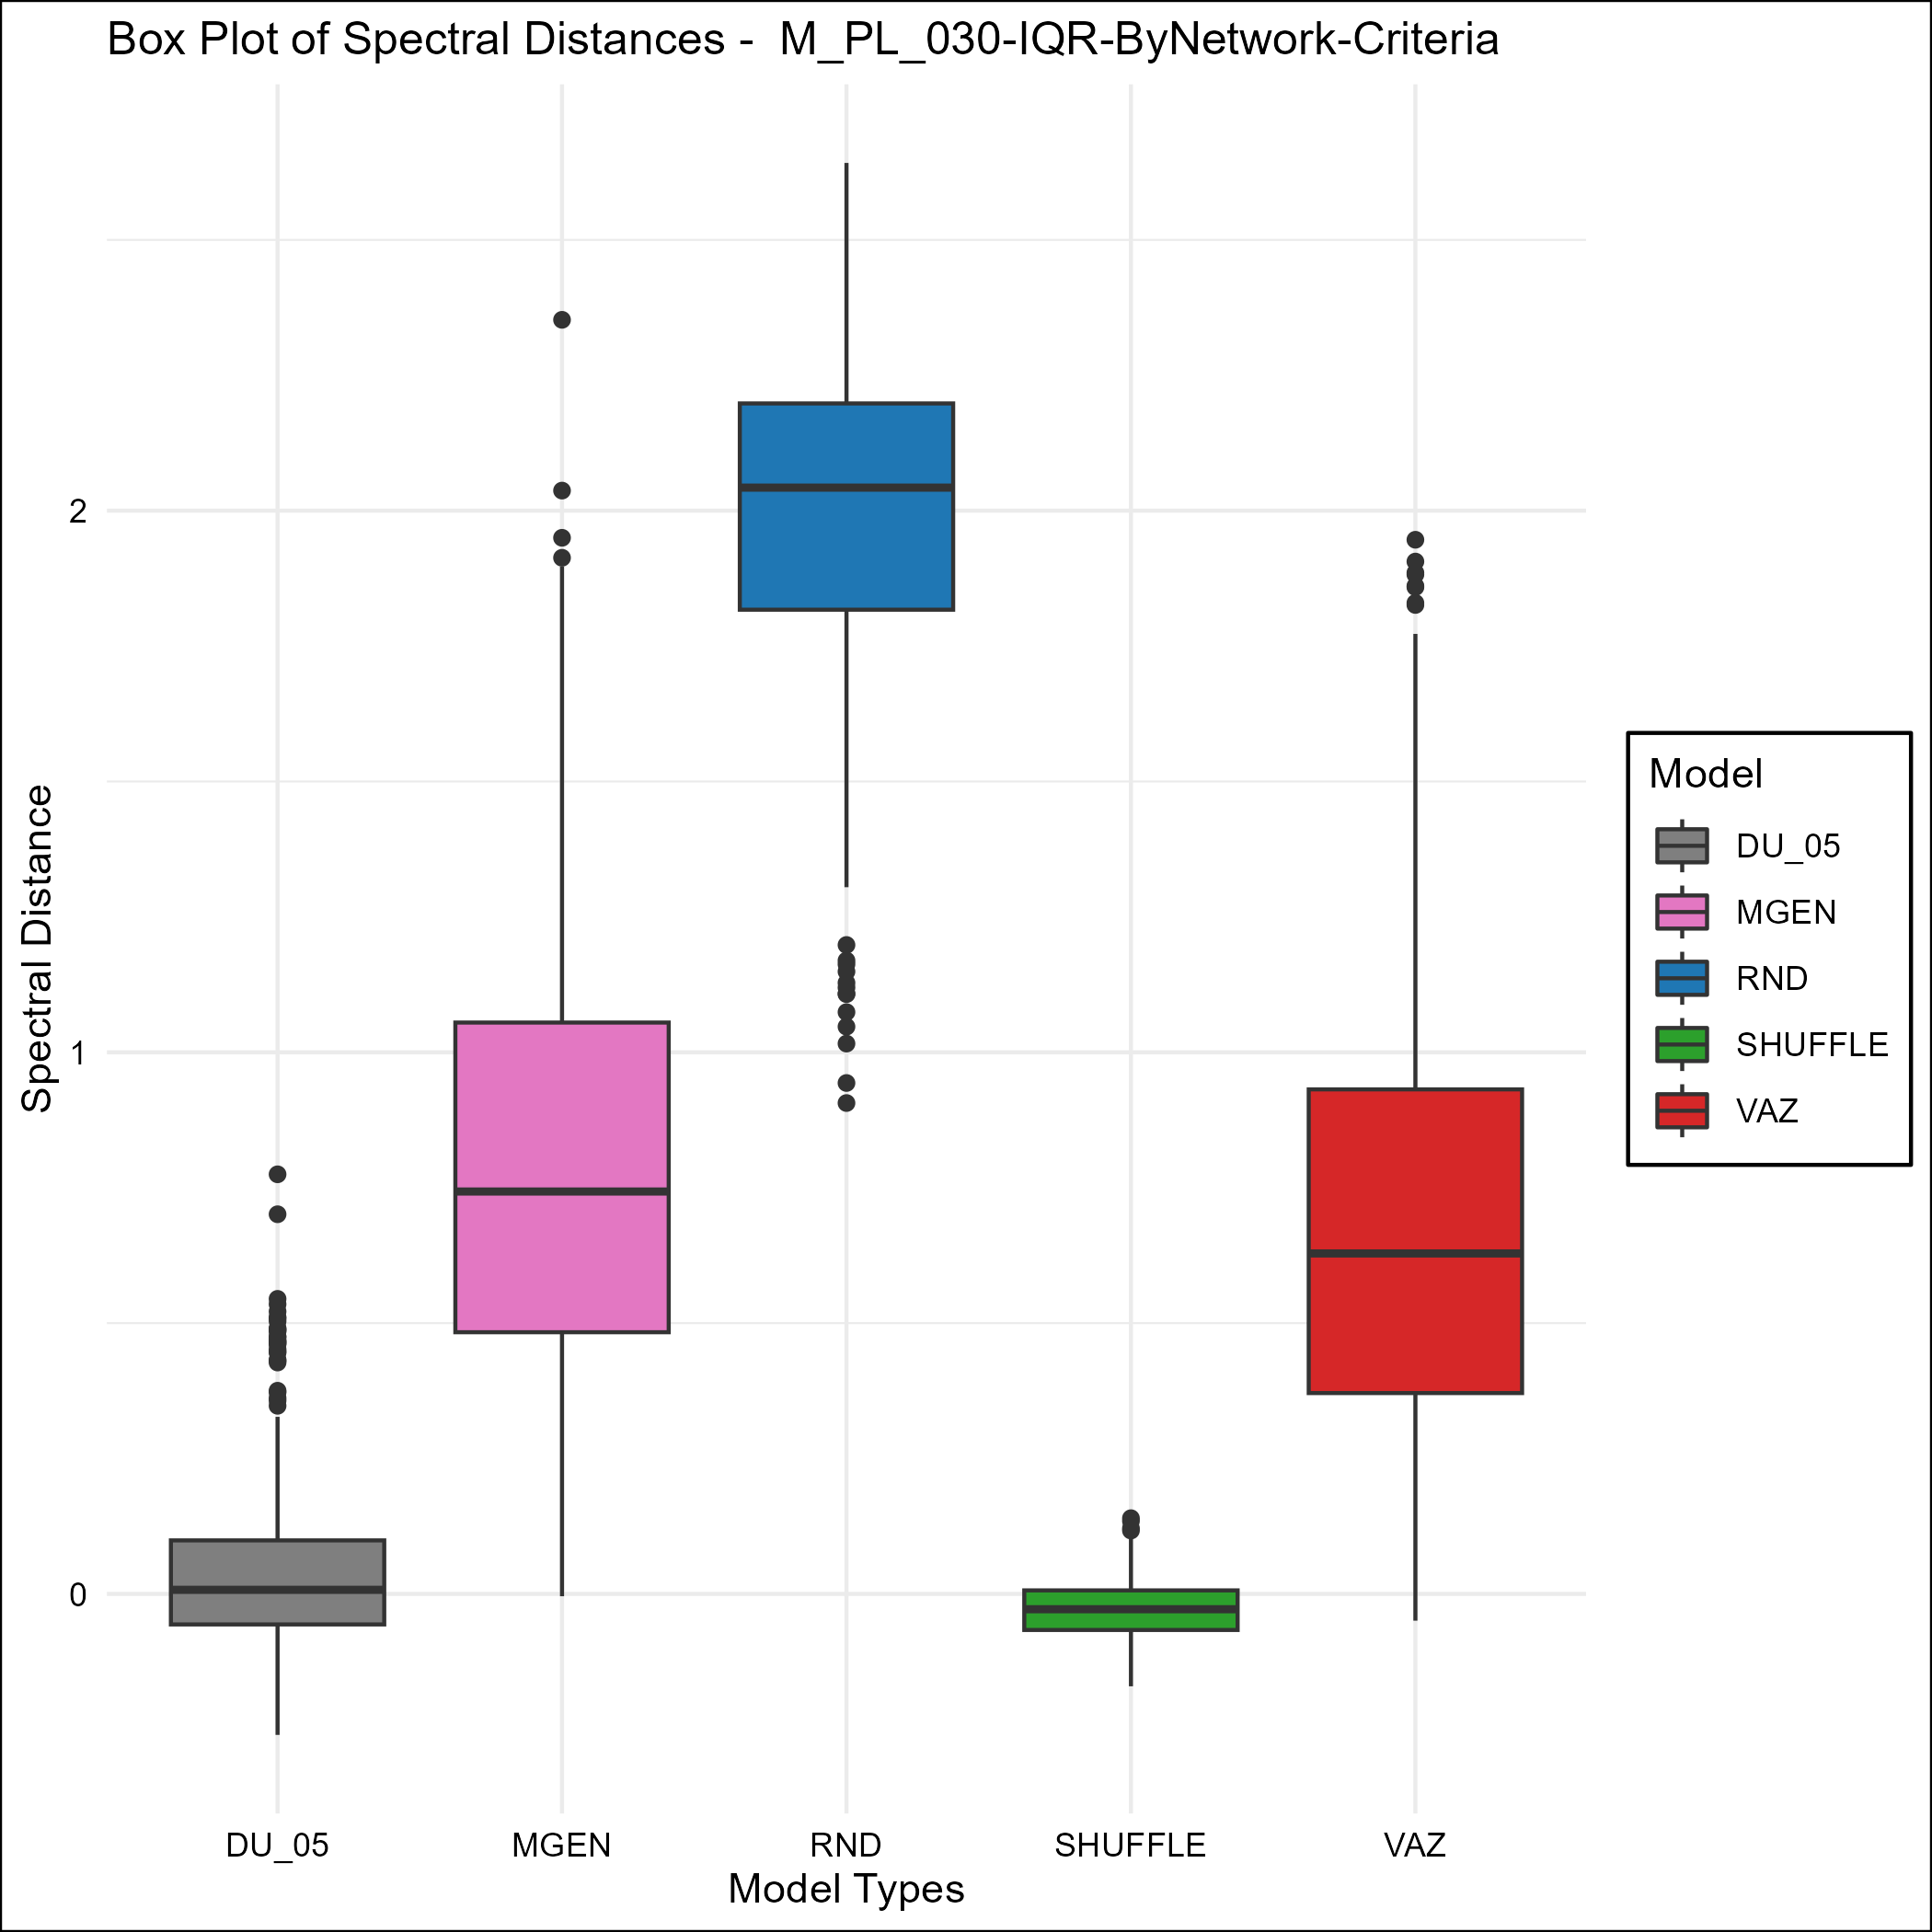 Box Plot of Spectral Distances -  M_PL_030-IQR-ByNetwork-Criteria
Spectral Distance
2
1
0
DU_05
MGEN
RND
SHUFFLE
VAZ
Model Types
Model
DU_05
MGEN
RND
SHUFFLE
VAZ